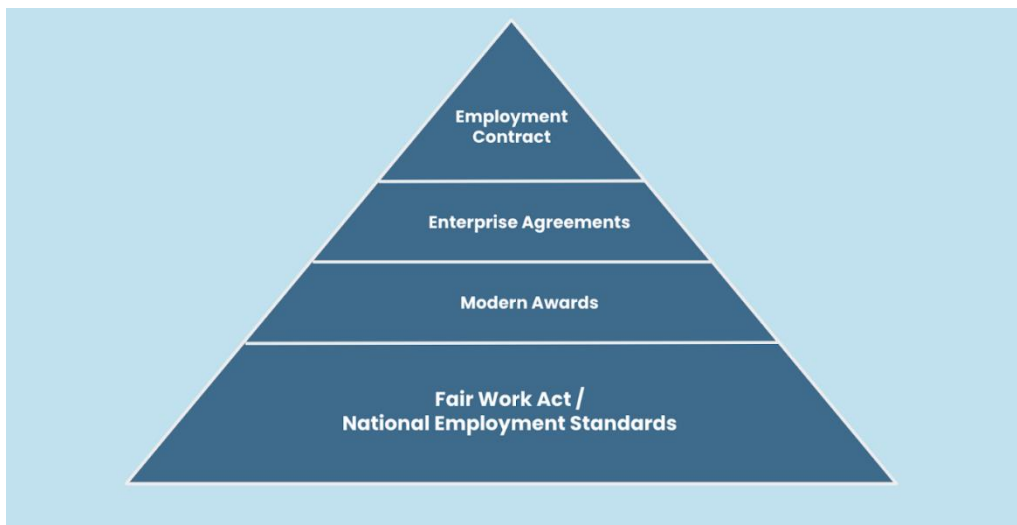 Employment
Contract
Enterprise Agreements
Modern Awards
Fair Work Act /
National Employment Standards